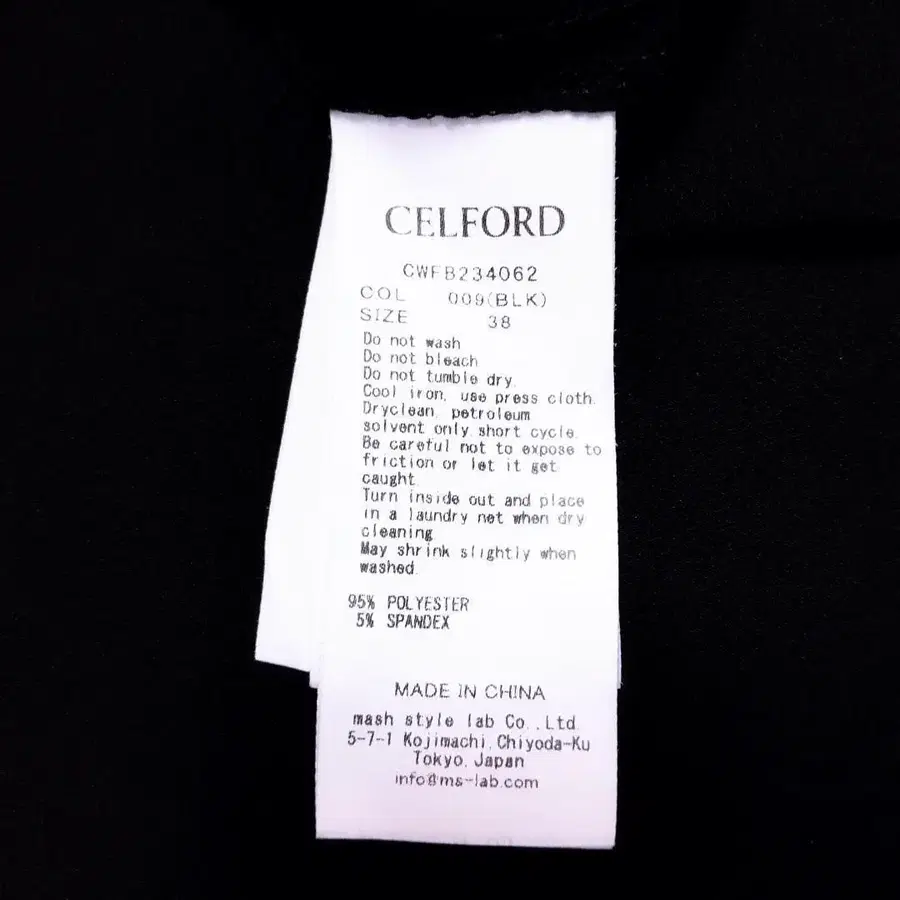 CELFORD
CWFB234062
COL 009(BLK)
SIZE 38
Do not wash
Do not bleach
Do not tumble dry.
Cool iron, use press cloth.
Dryclean, petroleum
solvent only, short cycle.
Be careful not to expose to
friction or let it get
caught.
Turn inside out and place
in a laundry net when dry
cleaning.
May shrink slightly when
washed.
95% POLYESTER
5% SPANDEX
MADE IN CHINA
mash style lab Co.,Ltd.
5-7-1 Kojimachi,Chiyoda-Ku
Tokyo,Japan
info@ms-lab.com